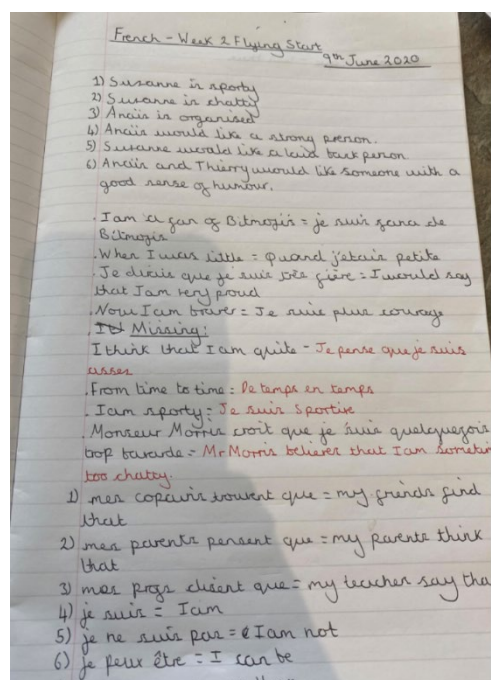 French - Week 2 Flying Start
9th June 2020
1) Susanne is sporty
2) Susanne is chatty
3) Anaïs is organised
4) Anaïs would like a strong person.
5) Susanne would like a laid back person
6) Anaïs and Thierry would like someone with a
good sense of humour.
. I am a fan of Bitmojis = je suis fana de
Bitmojis
. When I was little = Quand j'étais petite
. Je dirais que je suis très fière = I would say
that I am very proud
. Now I am braver = Je suis plus courage
Missing:
I think that I am quite - Je pense que je suis
assez
. From time to time = De temps en temps
. I am sporty = Je suis Sportive
. Monseur Morris croit que je suis quelquefois
trop bavarde = Mr Morris believes that I am sometim
too chatty.
1) mes copains trouvent que = my friends find
that
2) mes parents pensent que = my parents think
that
3) mes profs disent que = my teacher say tha
4) je suis = I am
5) je ne suis pas = I am not
6) je peux être = I can be